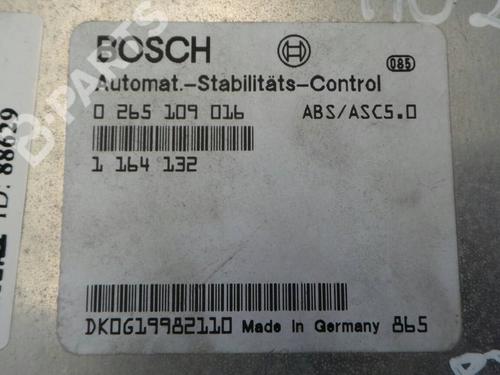 BOSCH
085
Automat.-Stabilitäts-Control
0 265 109 016 ABS/ASC5.0
1 164 132
DK0G19982110 Made in Germany 865
ID: 88629
B-PARTS